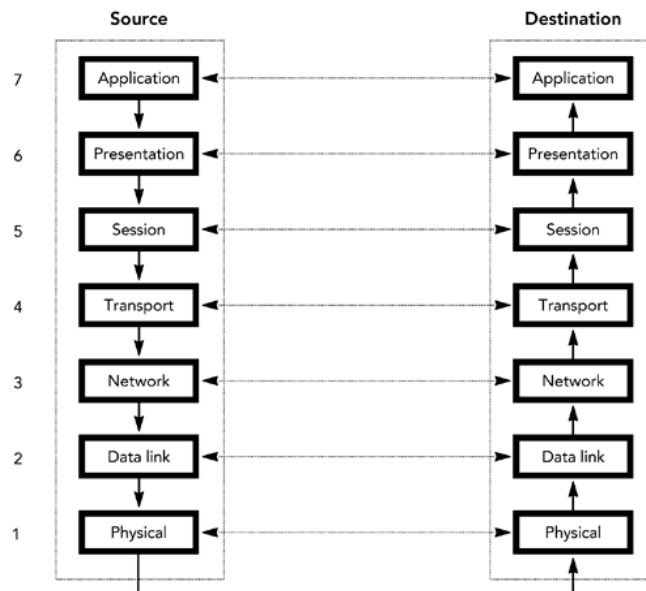 Source Destination
7 Application Application
6 Presentation Presentation
5 Session Session
4 Transport Transport
3 Network Network
2 Data link Data link
1 Physical Physical